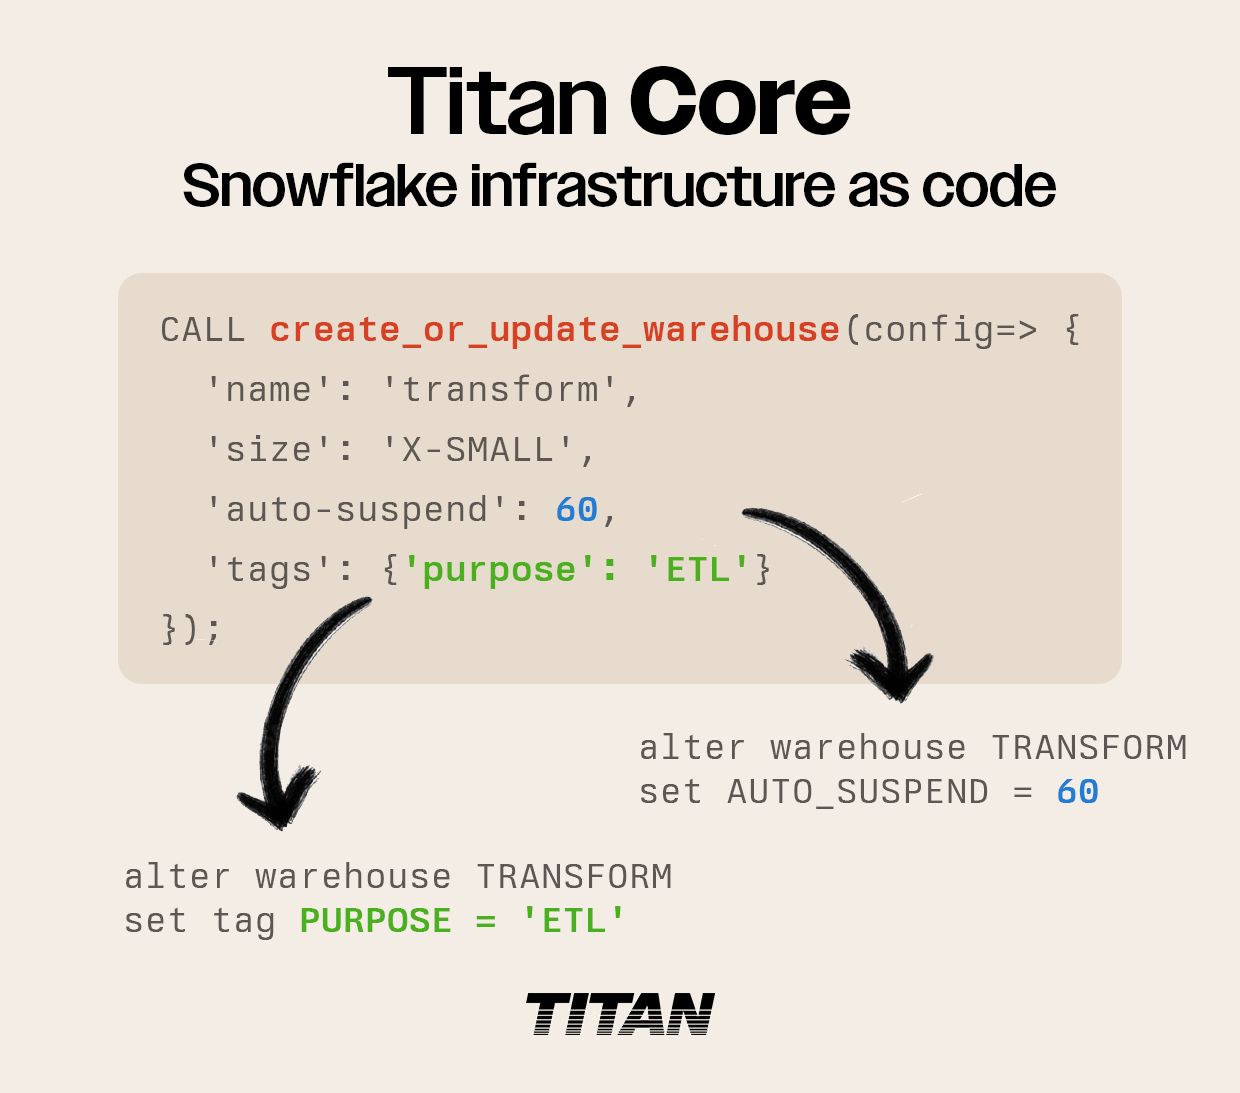 Titan Core
Snowflake infrastructure as code
CALL create_or_update_warehouse(config=> {
'name': 'transform',
'size': 'X-SMALL',
'auto-suspend': 60,
'tags': {'purpose': 'ETL'}
});
alter warehouse TRANSFORM
set AUTO_SUSPEND = 60
alter warehouse TRANSFORM
set tag PURPOSE = 'ETL'
TITAN